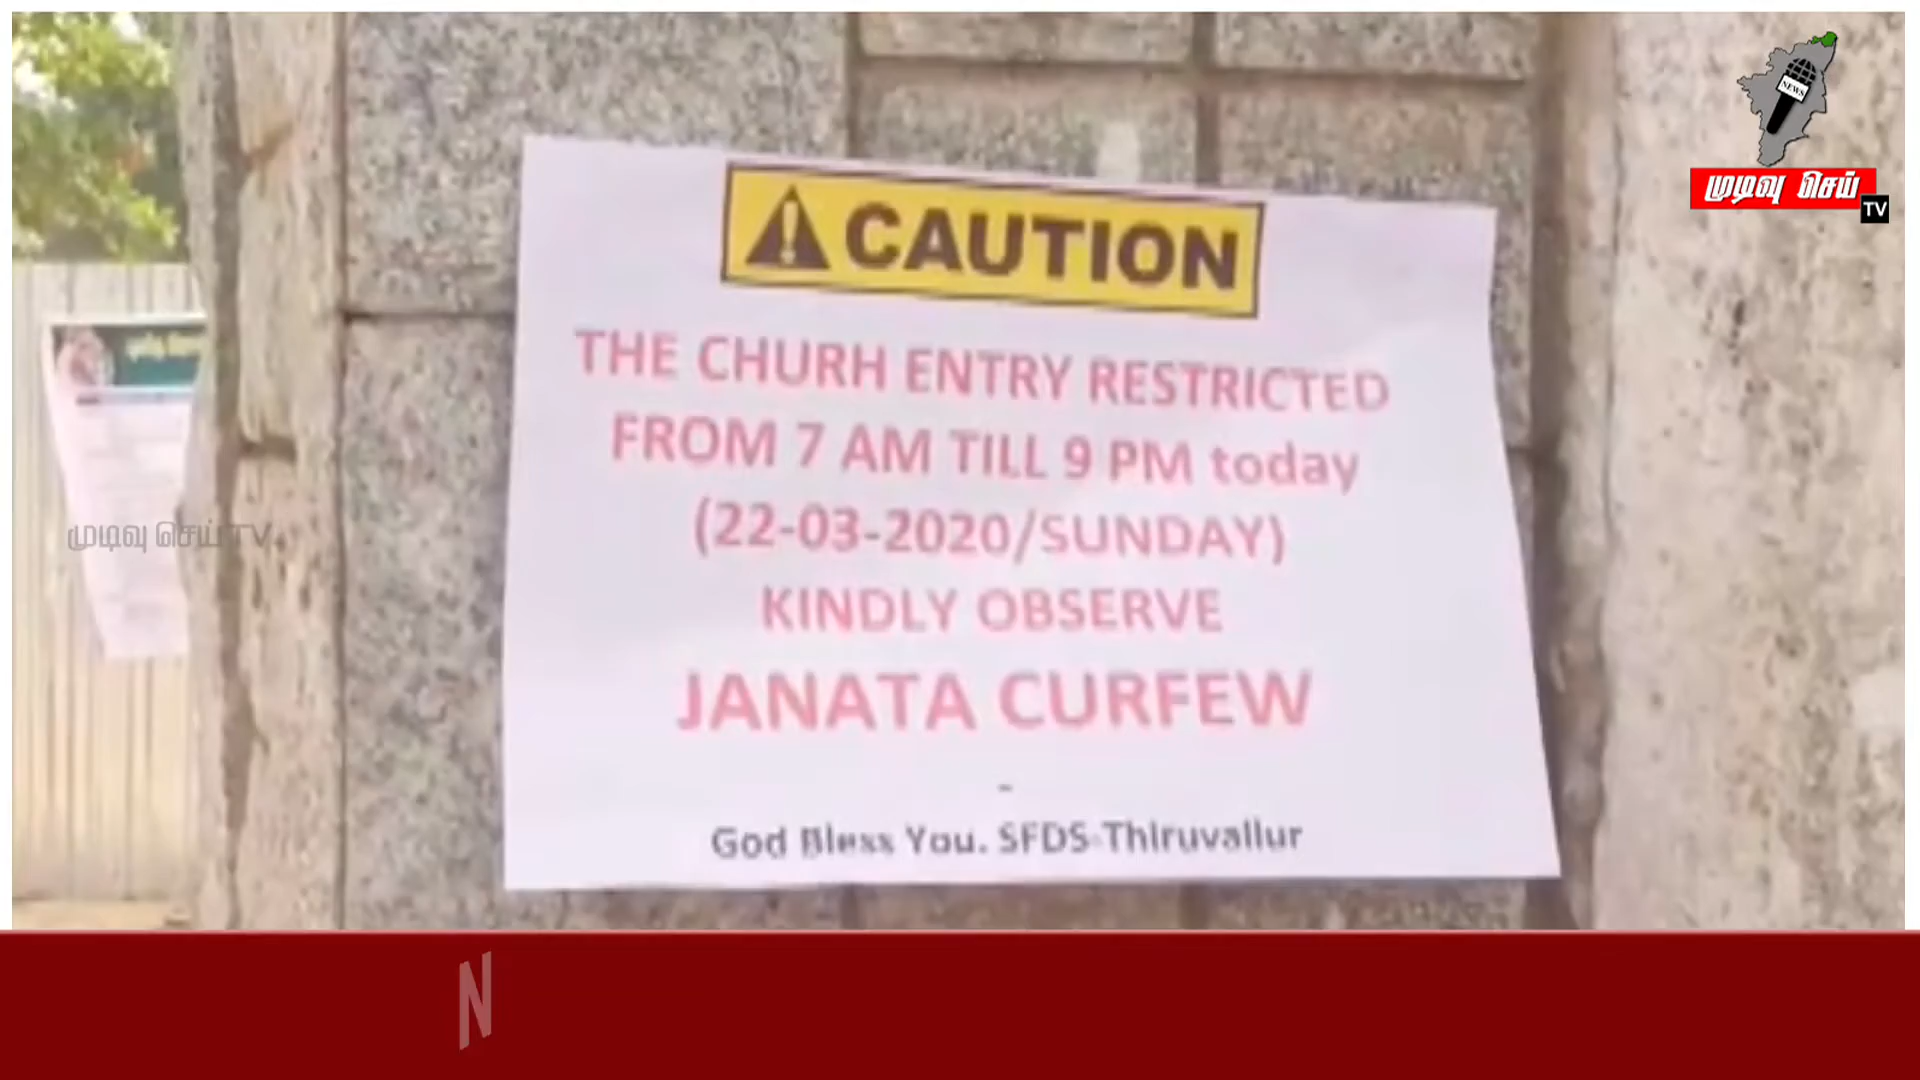 NEWS
முடிவு செய்
TV
CAUTION
THE CHURH ENTRY RESTRICTED
FROM 7 AM TILL 9 PM today
(22-03-2020/SUNDAY)
KINDLY OBSERVE
JANATA CURFEW
-
God Bless You. SFDS-Thiruvallur
முடிவு செய் TV
N